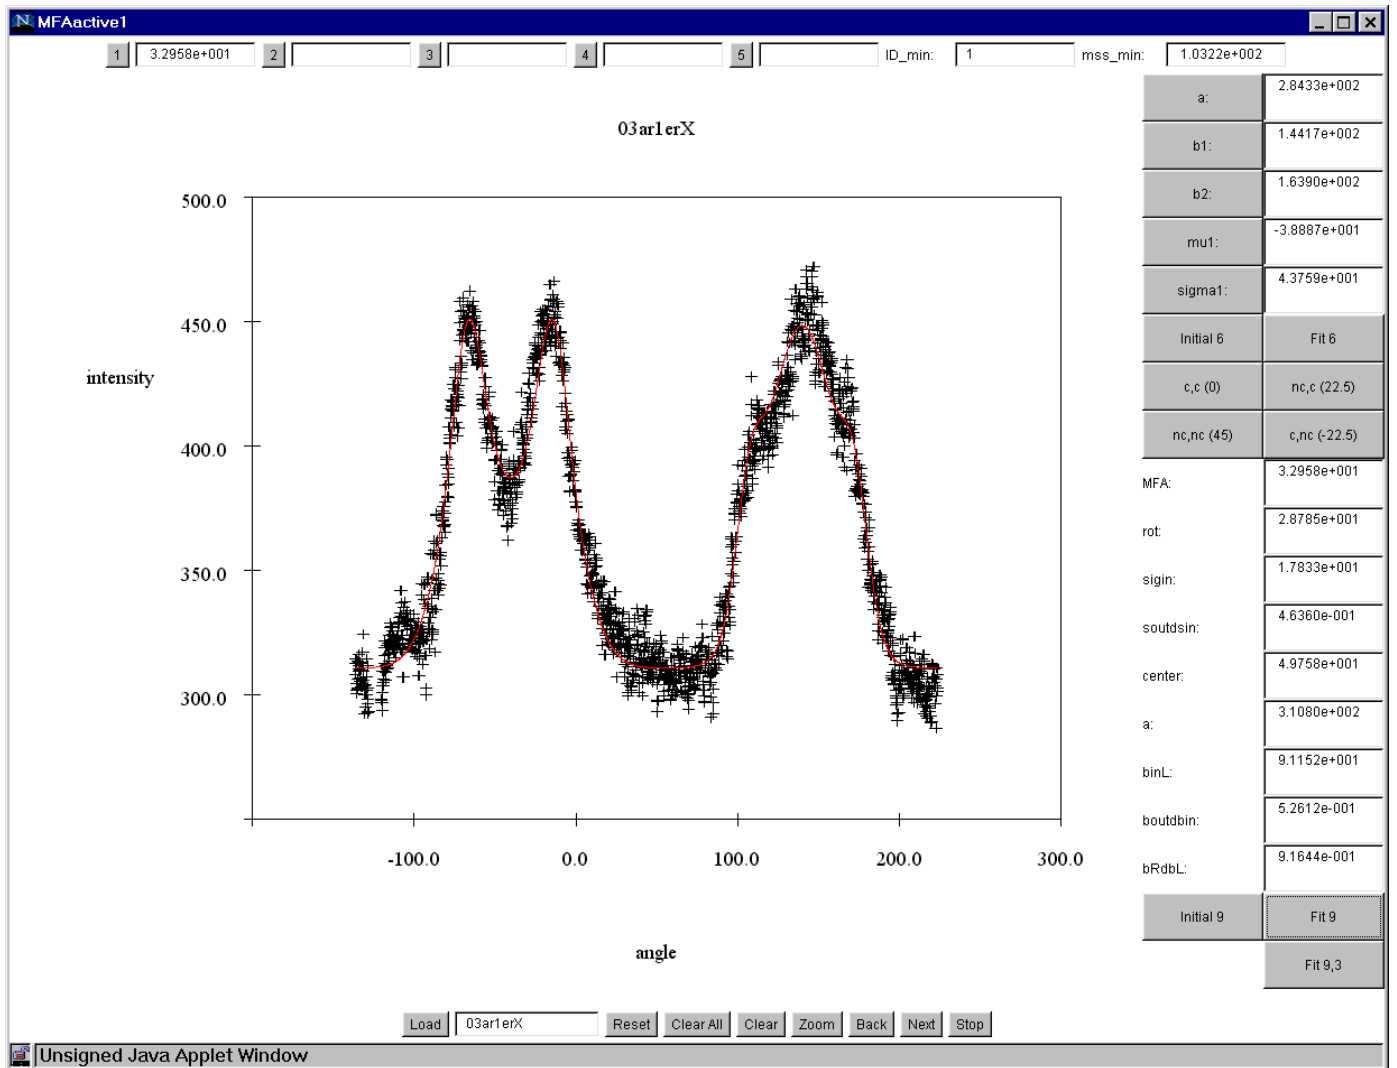 MFAactive1
1 3.2958e+001 2 3 4 5 ID_min: 1 mss_min: 1.0322e+002
a: 2.8433e+002
03ar1erX
b1: 1.4417e+002
b2: 1.6390e+002
500.0
mu1: -3.8887e+001
sigma1: 4.3759e+001
450.0
Initial 6 Fit 6
intensity
c,c (0) nc,c (22.5)
nc,nc (45) c,nc (-22.5)
400.0
MFA: 3.2958e+001
rot: 2.8785e+001
350.0
sigin: 1.7833e+001
soutdsin: 4.6360e-001
center: 4.9758e+001
300.0
a: 3.1080e+002
binL: 9.1152e+001
boutdbin: 5.2612e-001
-100.0 0.0 100.0 200.0 300.0
bRdbL: 9.1644e-001
Initial 9 Fit 9
angle
Fit 9,3
Load 03ar1erX Reset Clear All Clear Zoom Back Next Stop
Unsigned Java Applet Window